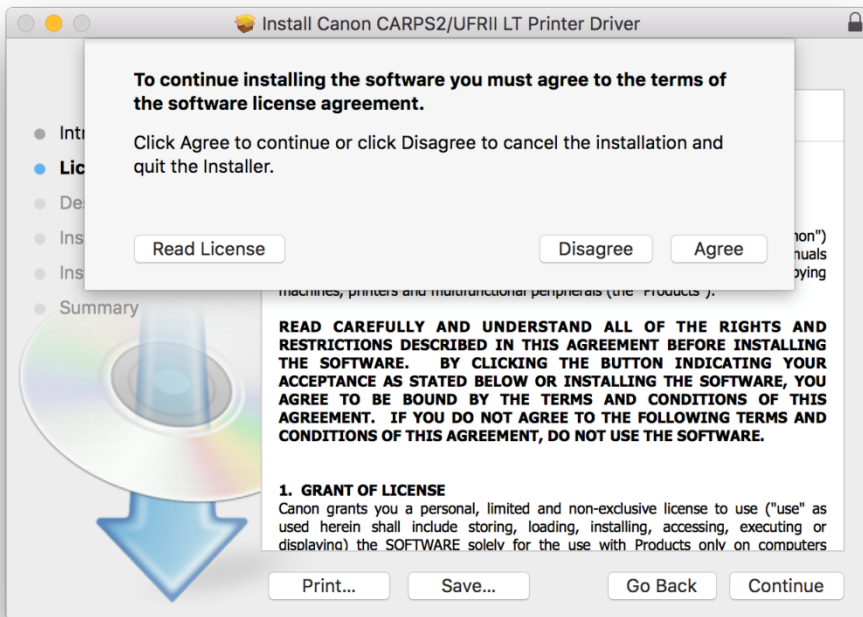 Install Canon CARPS2/UFRII LT Printer Driver
To continue installing the software you must agree to the terms of
the software license agreement.
Click Agree to continue or click Disagree to cancel the installation and
quit the Installer.
Read License
Disagree
Agree
Summary
machines, printers and multifunctional peripherals (the "Products").
READ CAREFULLY AND UNDERSTAND ALL OF THE RIGHTS AND
RESTRICTIONS DESCRIBED IN THIS AGREEMENT BEFORE INSTALLING
THE SOFTWARE. BY CLICKING THE BUTTON INDICATING YOUR
ACCEPTANCE AS STATED BELOW OR INSTALLING THE SOFTWARE, YOU
AGREE TO BE BOUND BY THE TERMS AND CONDITIONS OF THIS
AGREEMENT. IF YOU DO NOT AGREE TO THE FOLLOWING TERMS AND
CONDITIONS OF THIS AGREEMENT, DO NOT USE THE SOFTWARE.
1. GRANT OF LICENSE
Canon grants you a personal, limited and non-exclusive license to use ("use" as
used herein shall include storing, loading, installing, accessing, executing or
displaying) the SOFTWARE solely for the use with Products only on computers
Print...
Save...
Go Back
Continue